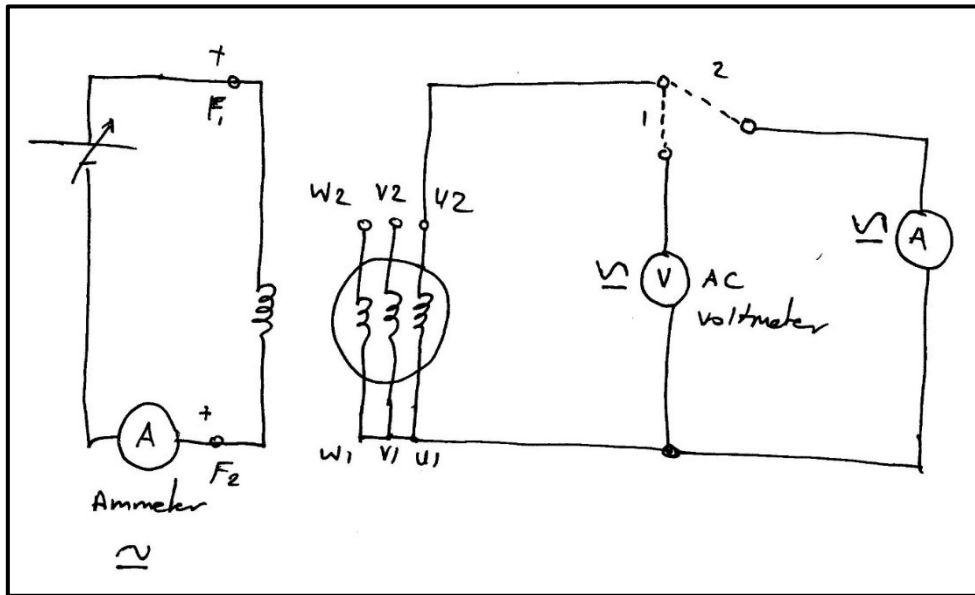 +
F1
2
1
W2 V2 U2
A
V
AC
voltmeter
+
A
F2
W1 V1 U1
Ammeter